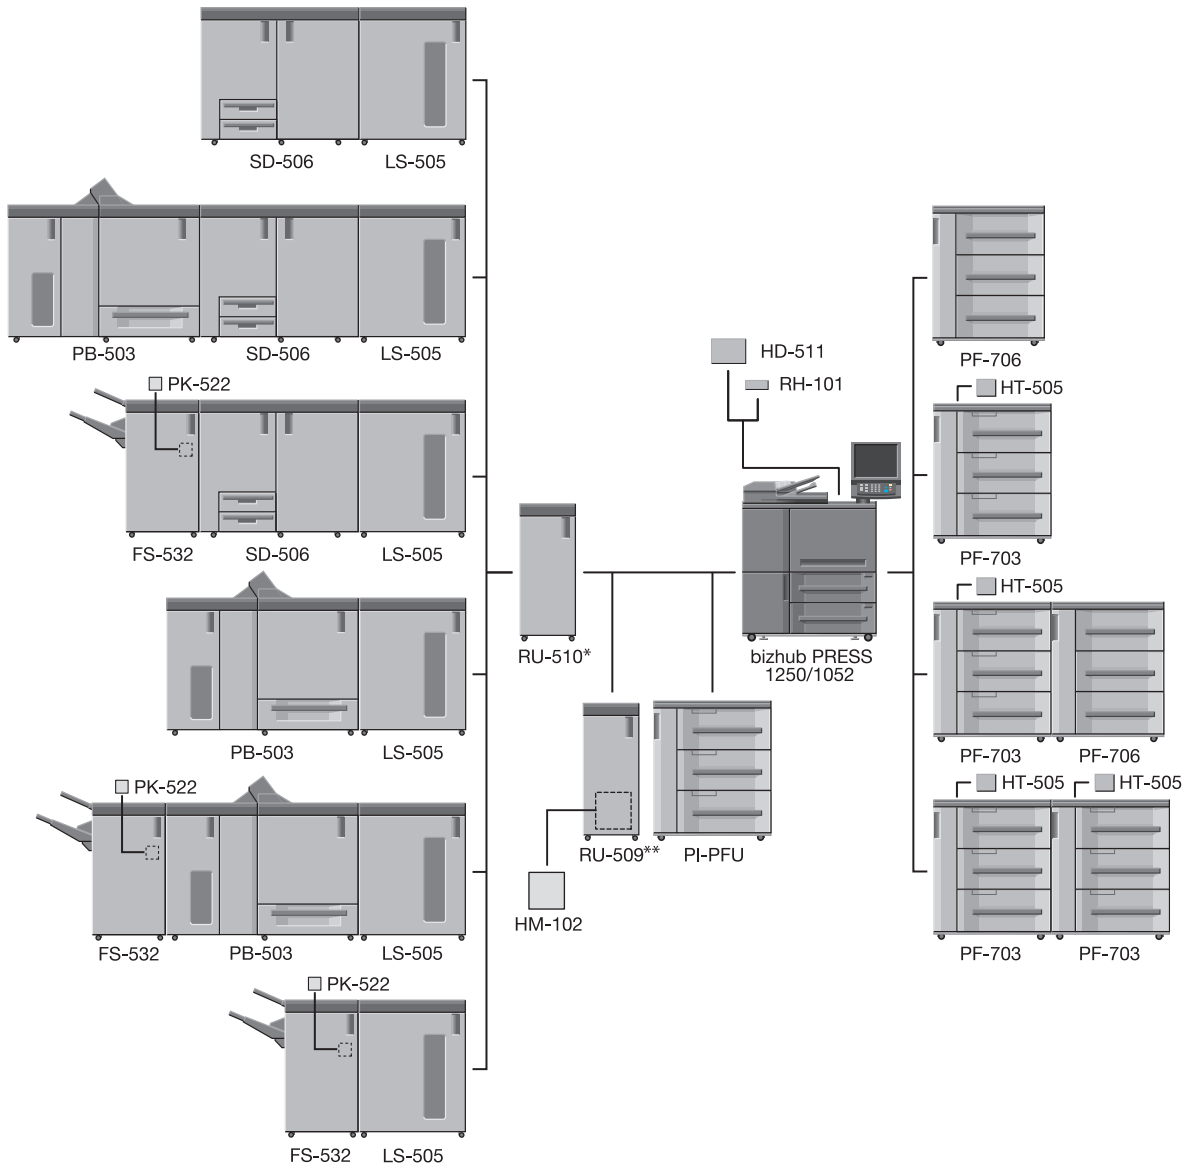 SD-506 LS-505
PB-503 SD-506 LS-505
PK-522
FS-532 SD-506 LS-505
PB-503 LS-505
PK-522
FS-532 PB-503 LS-505
PK-522
FS-532 LS-505
RU-510*
HD-511
RH-101
bizhub PRESS
1250/1052
RU-509** PI-PFU
HM-102
PF-706
HT-505
PF-703
HT-505
PF-703 PF-706
HT-505 HT-505
PF-703 PF-703